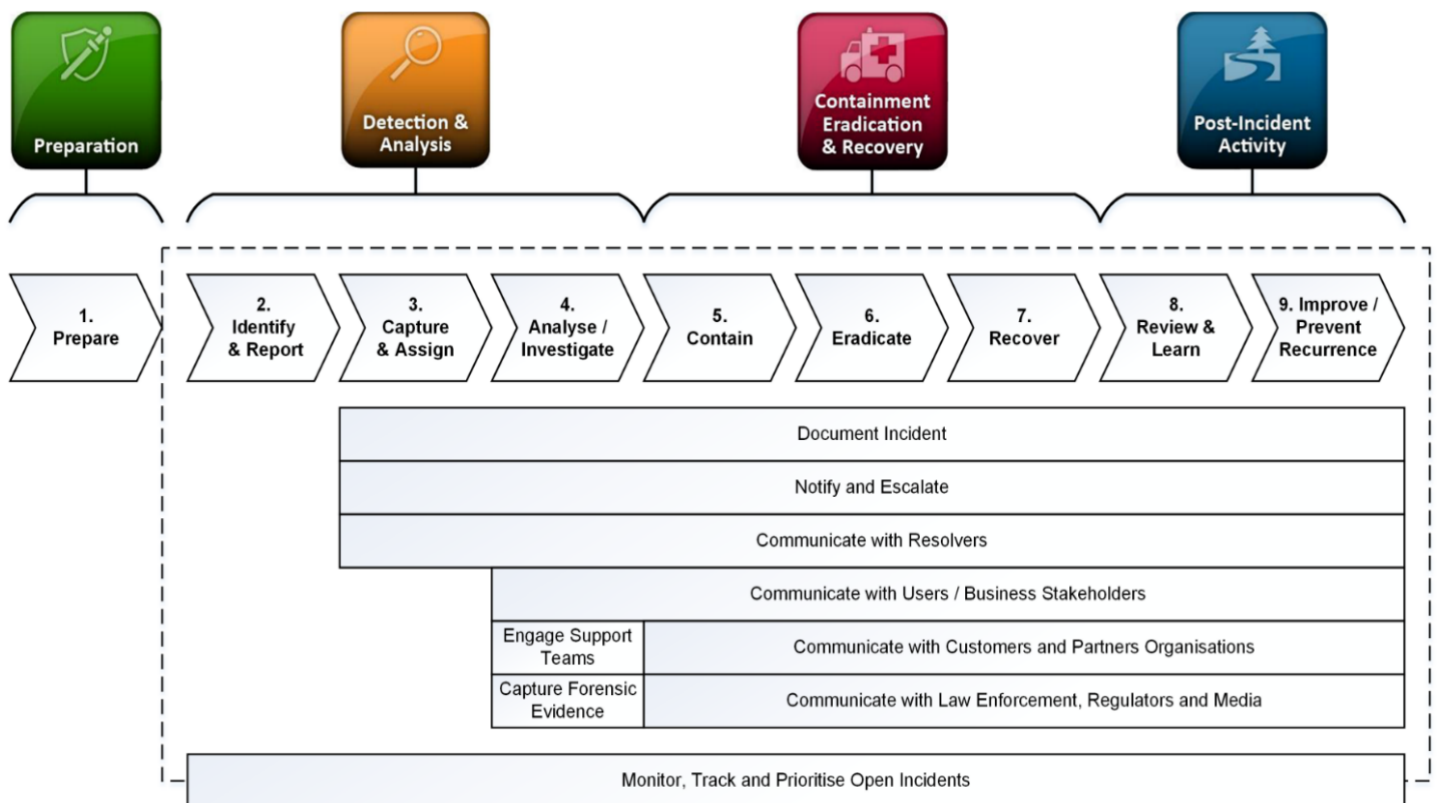 Preparation
Detection &
Analysis
Containment
Eradication
& Recovery
Post-Incident
Activity
1.
Prepare
2.
Identify
& Report
3.
Capture
& Assign
4.
Analyse /
Investigate
5.
Contain
6.
Eradicate
7.
Recover
8.
Review &
Learn
9. Improve /
Prevent
Recurrence
Document Incident
Notify and Escalate
Communicate with Resolvers
Communicate with Users / Business Stakeholders
Engage Support
Teams
Communicate with Customers and Partners Organisations
Capture Forensic
Evidence
Communicate with Law Enforcement, Regulators and Media
Monitor, Track and Prioritise Open Incidents